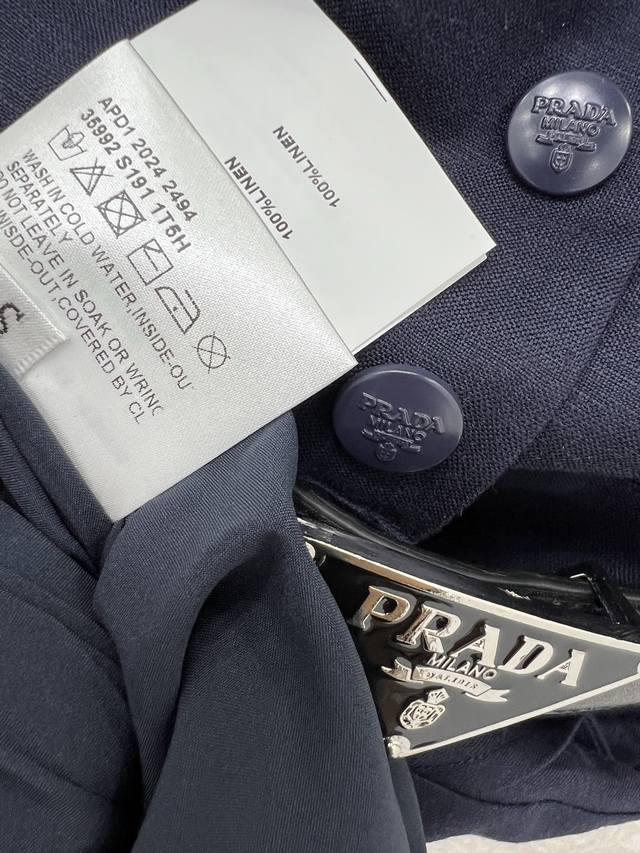 APD1 2024 2494
35992 S191 1T5H
WASH IN COLD WATER,INSIDE-OU
SEPARATELY
DO NOT LEAVE IN SOAK OR WRING
INSIDE-OUT,COVERED BY CL
S
100%LINEN
100%LINEN
PRADA
MILANO
PRADA
MILANO
PRADA
MILANO